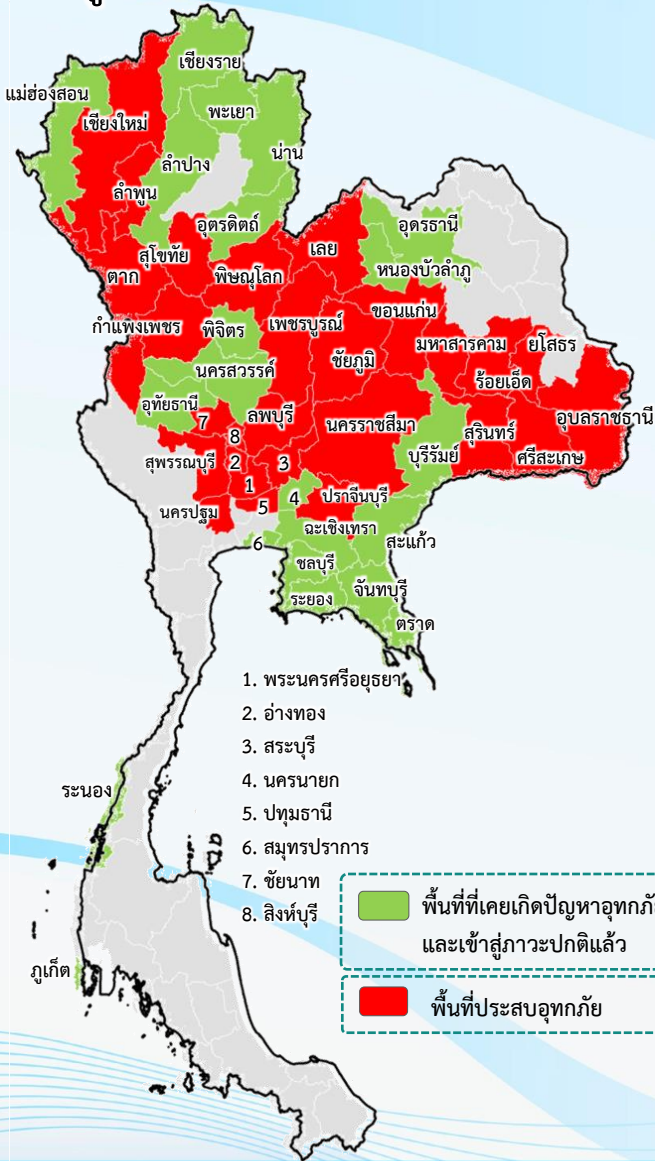 เชียงราย
แม่ฮ่องสอน
พะเยา
เชียงใหม่
น่าน
ลำปาง
ลำพูน
อุตรดิตถ์
อุดรธานี
สุโขทัย
เลย
ตาก
พิษณุโลก
หนองบัวลำภู
ขอนแก่น
กำแพงเพชร
พิจิตร
เพชรบูรณ์
มหาสารคาม
ยโสธร
ชัยภูมิ
นครสวรรค์
ร้อยเอ็ด
อุทัยธานี
7
ลพบุรี
นครราชสีมา
อุบลราชธานี
8
สุรินทร์
สุพรรณบุรี
2
3
บุรีรัมย์
ศรีสะเกษ
1
4
ปราจีนบุรี
นครปฐม
5
ฉะเชิงเทรา
6
สะแก้ว
ชลบุรี
จันทบุรี
ระยอง
ตราด
1. พระนครศรีอยุธยา
2. อ่างทอง
3. สระบุรี
4. นครนายก
5. ปทุมธานี
6. สมุทรปราการ
7. ชัยนาท
8. สิงห์บุรี
ระนอง
ภูเก็ต
พื้นที่ที่เคยเกิดปัญหาอุทกภั
และเข้าสู่ภาวะปกติแล้ว
พื้นที่ประสบอุทกภัย